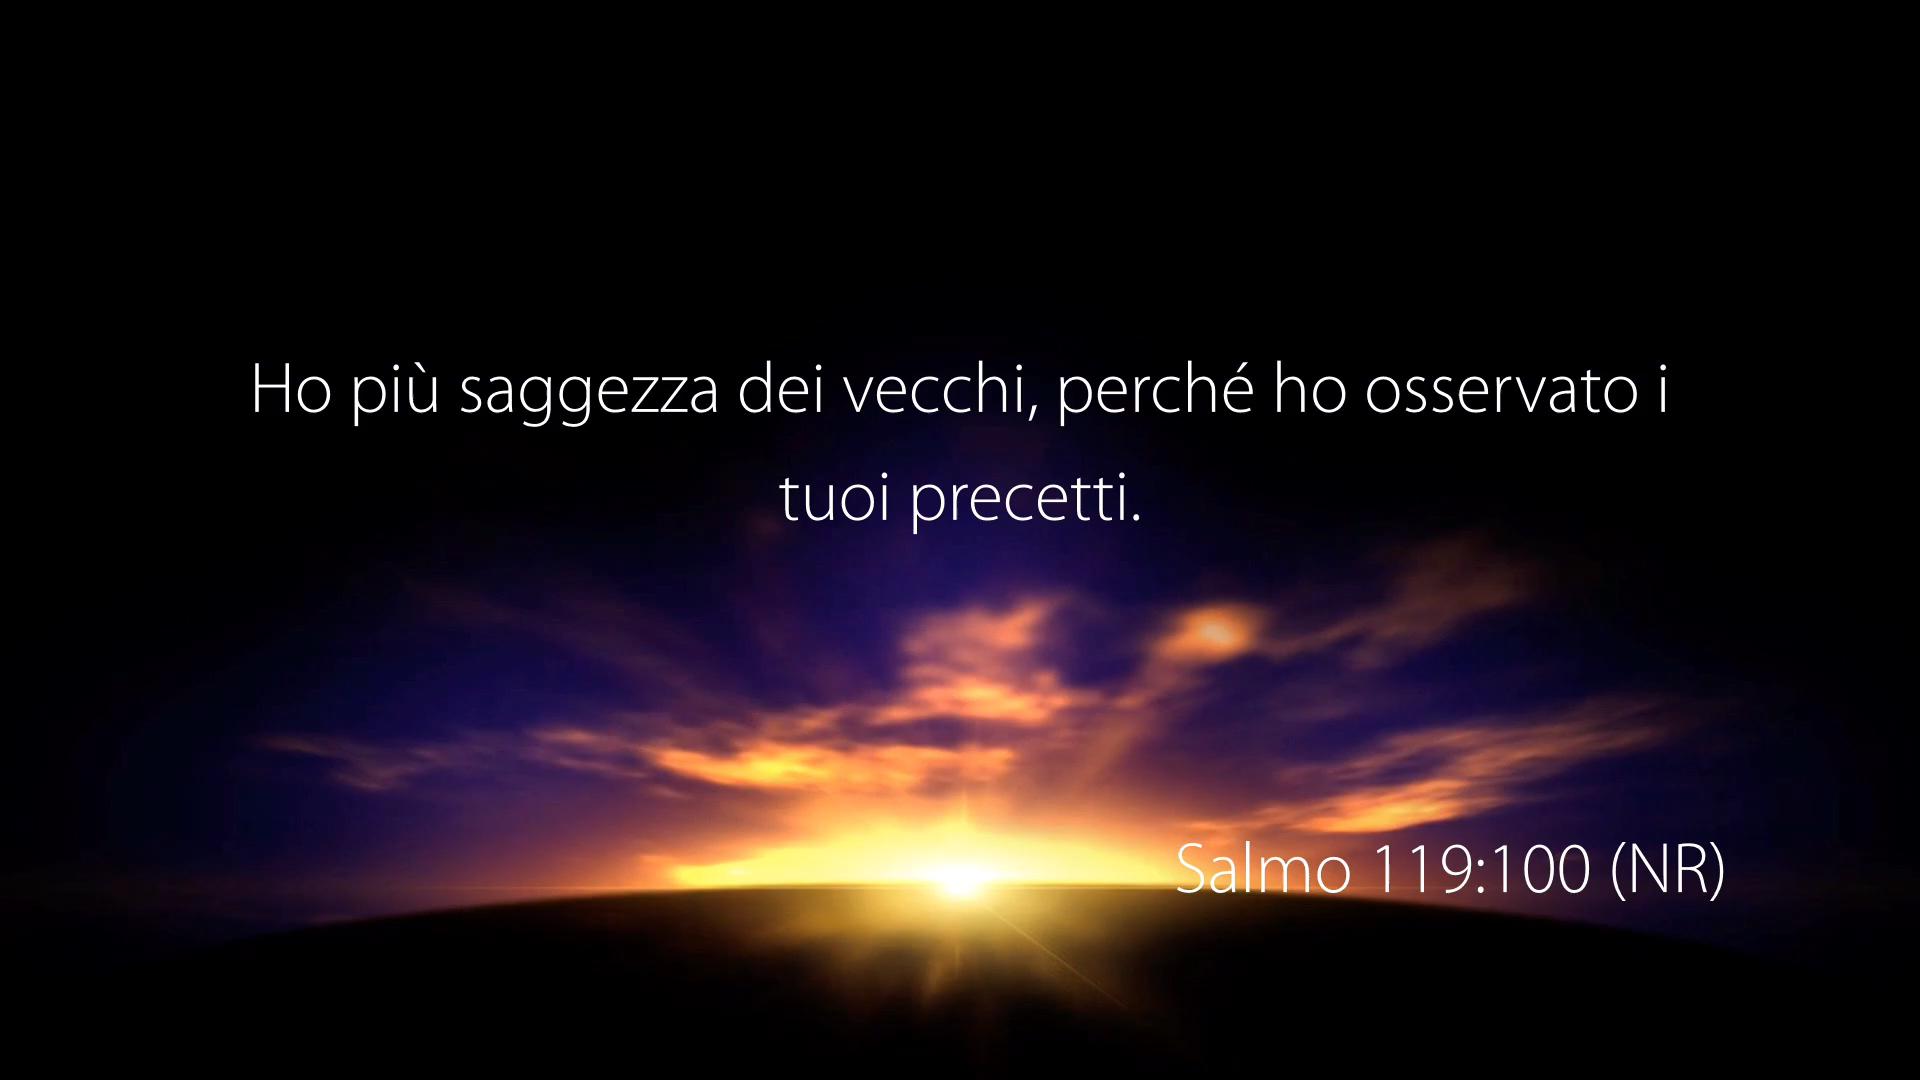 Ho più saggezza dei vecchi, perché ho osservato i
tuoi precetti.
Salmo 119:100 (NR)